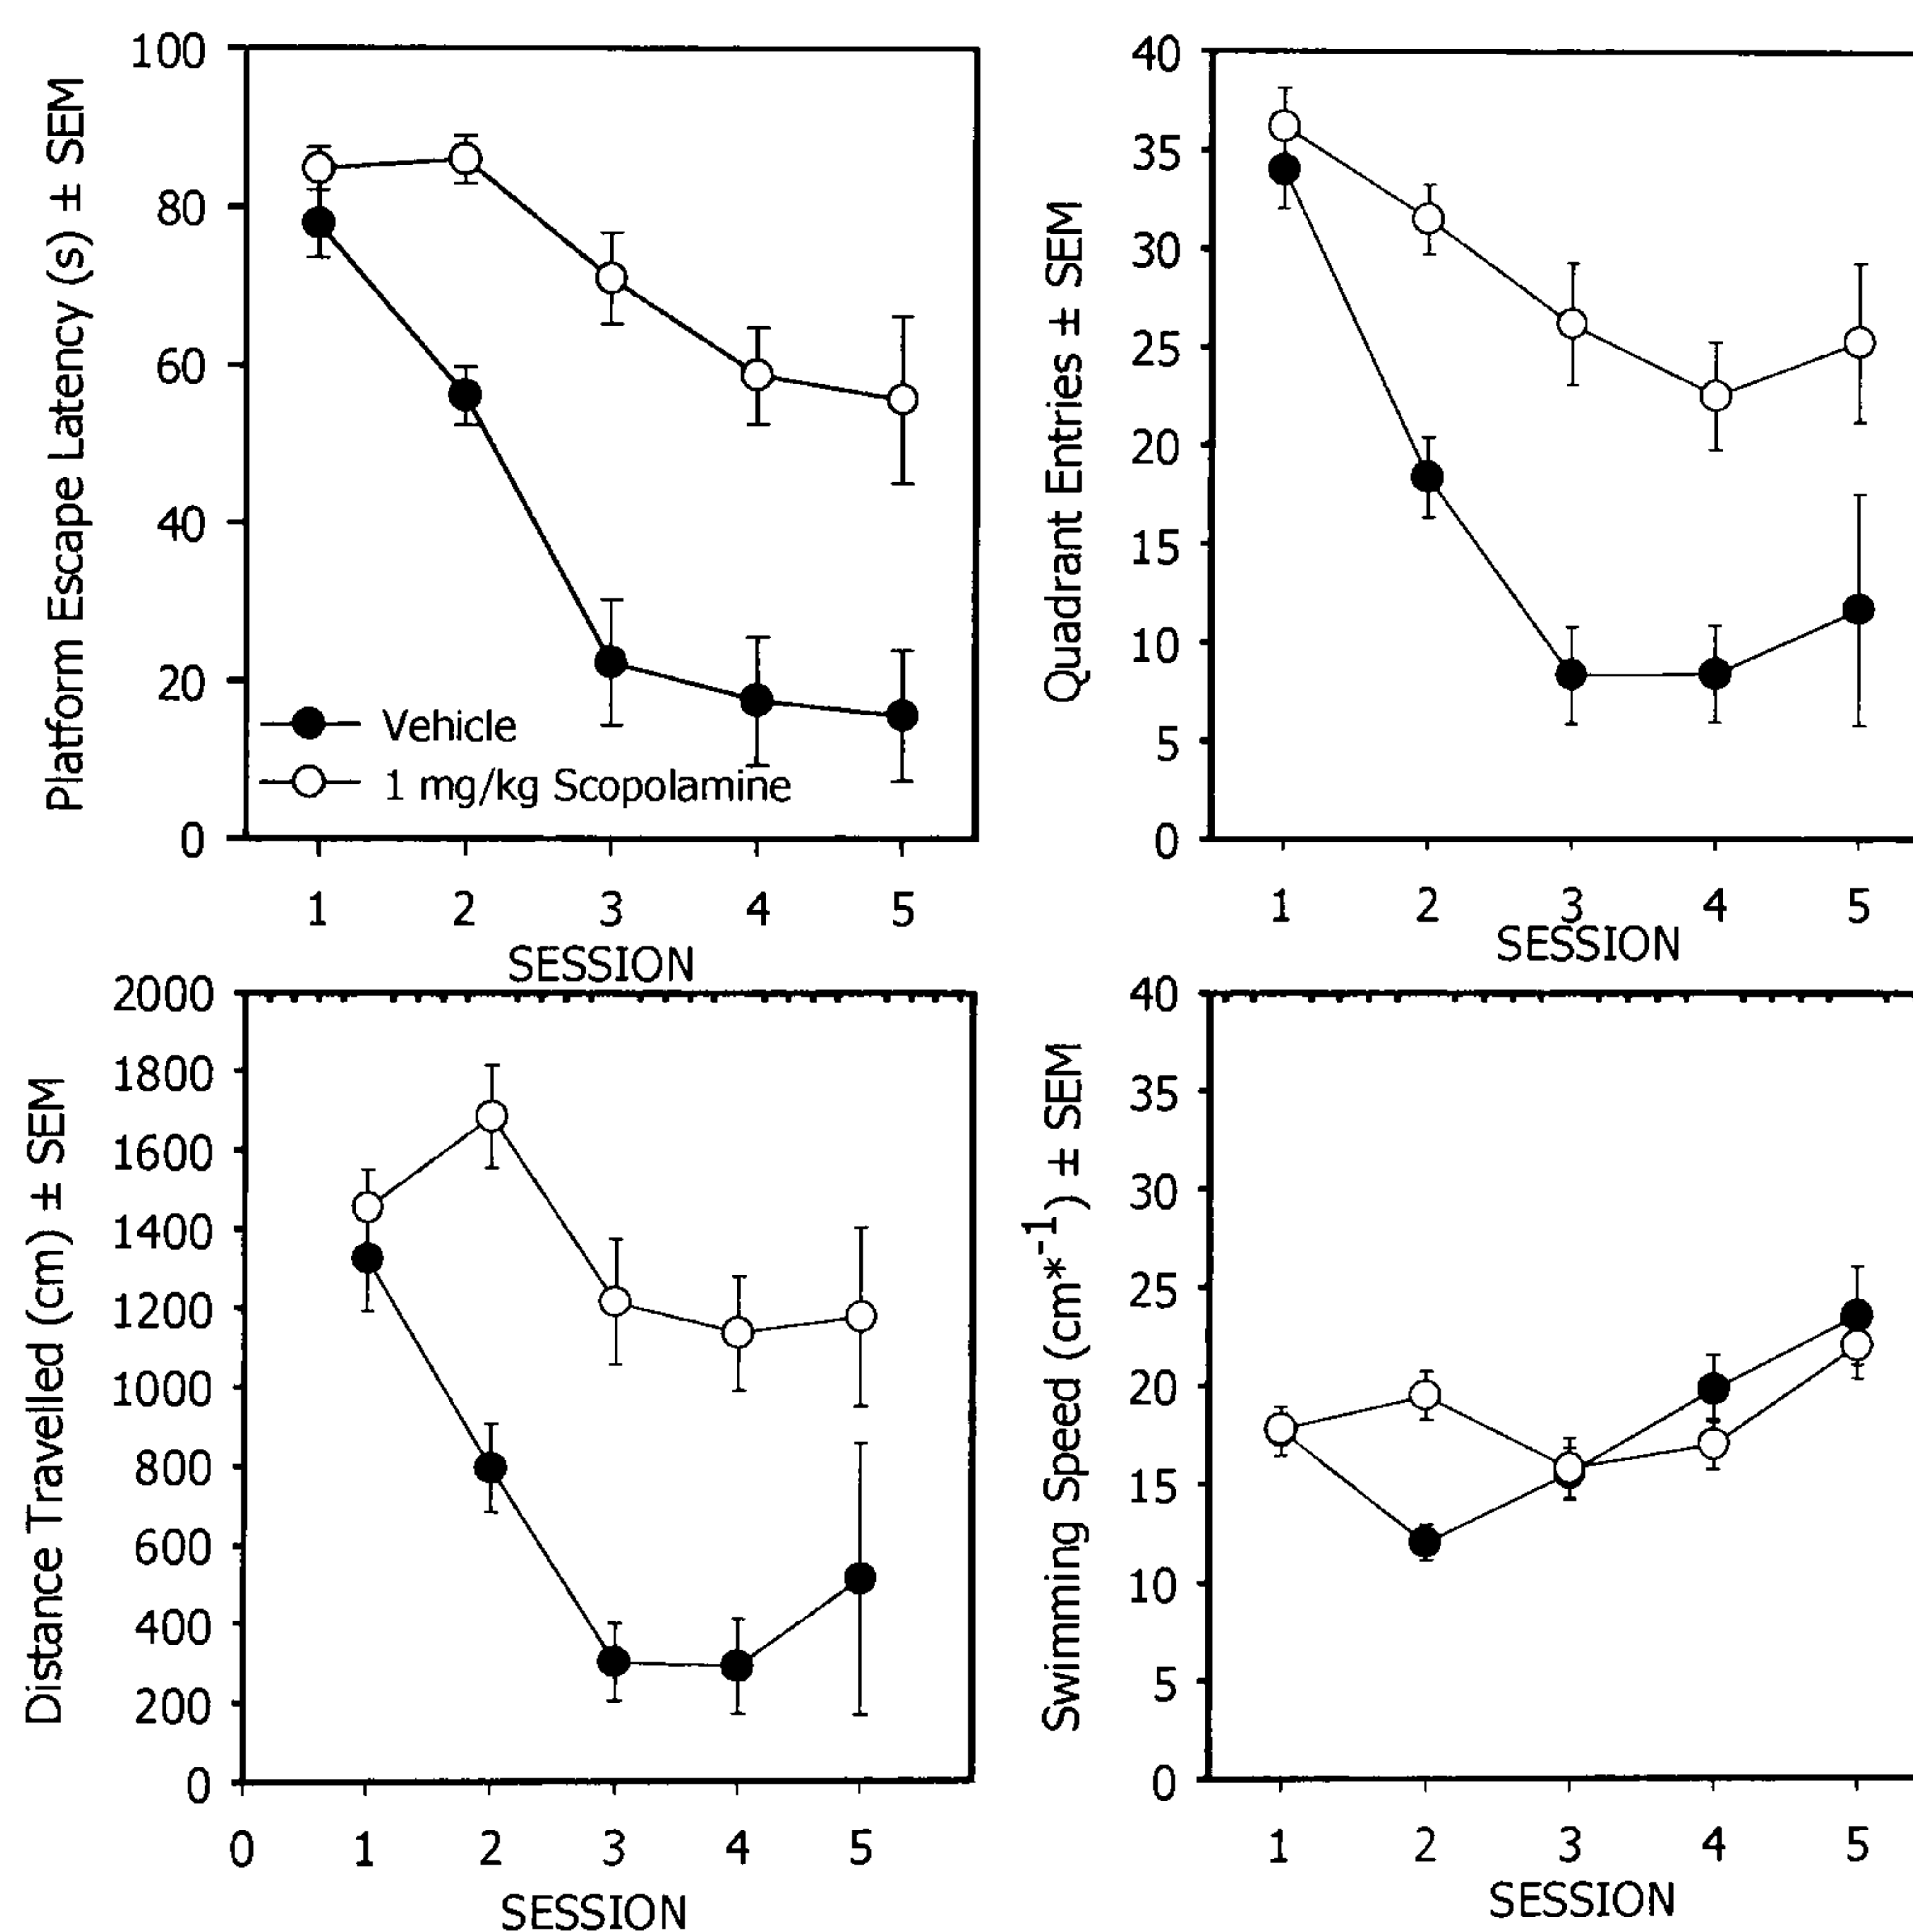 Platform Escape Latency (s) ± SEM
100
80
60
40
20
0
Vehicle
1 mg/kg Scopolamine
1 2 3 4 5
SESSION
Quadrant Entries ± SEM
40
35
30
25
20
15
10
5
0
1 2 3 4 5
SESSION
Distance Travelled (cm) ± SEM
2000
1800
1600
1400
1200
1000
800
600
400
200
0
0 1 2 3 4 5
SESSION
Swimming Speed (cm*-1) ± SEM
40
35
30
25
20
15
10
5
0
1 2 3 4 5
SESSION